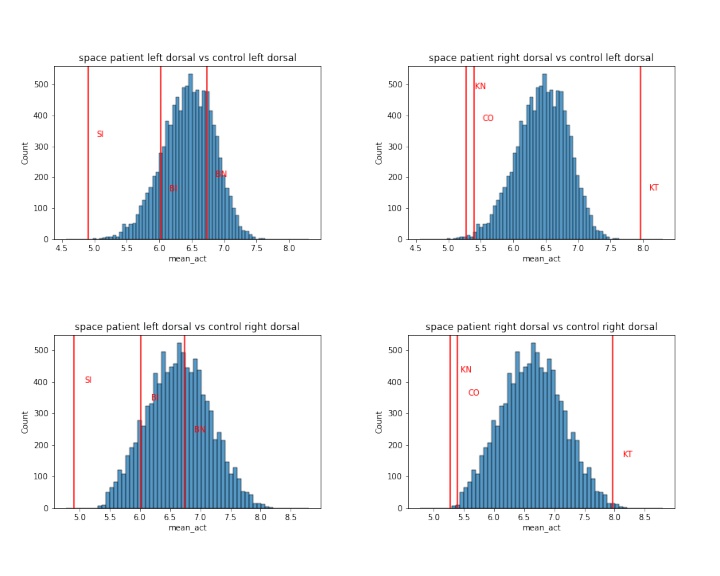 space patient left dorsal vs control left dorsal
500
400
300
200
100
0
Count
SI
BI
BN
4.5 5.0 5.5 6.0 6.5 7.0 7.5 8.0
mean_act
space patient right dorsal vs control left dorsal
500
400
300
200
100
0
Count
KN
CO
KT
5.0 5.5 6.0 6.5 7.0 7.5 8.0
mean_act
space patient left dorsal vs control right dorsal
500
400
300
200
100
0
Count
SI
BI
BN
5.0 5.5 6.0 6.5 7.0 7.5 8.0 8.5
mean_act
space patient right dorsal vs control right dorsal
500
400
300
200
100
0
Count
KN
CO
KT
5.0 5.5 6.0 6.5 7.0 7.5 8.0 8.5
mean_act